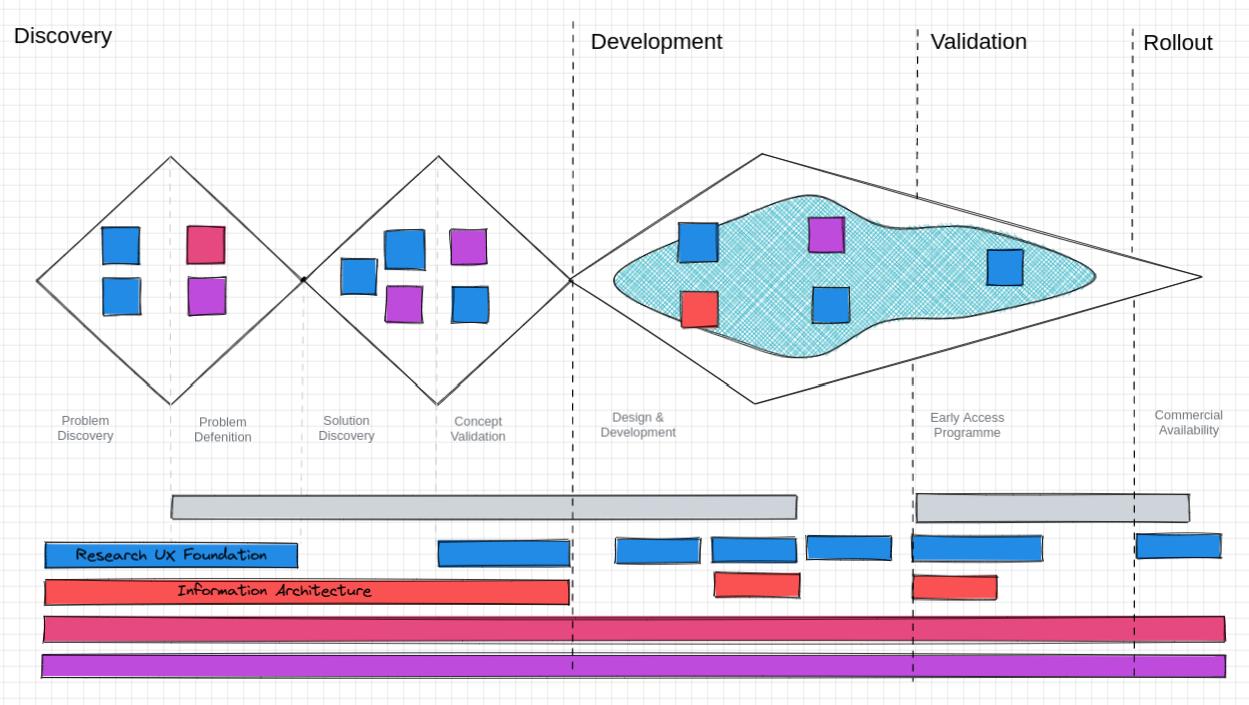 Discovery
Development
Validation
Rollout
Problem
Discovery
Problem
Defenition
Solution
Discovery
Concept
Validation
Design &
Development
Early Access
Programme
Commercial
Availability
Research UX Foundation
Information Architecture